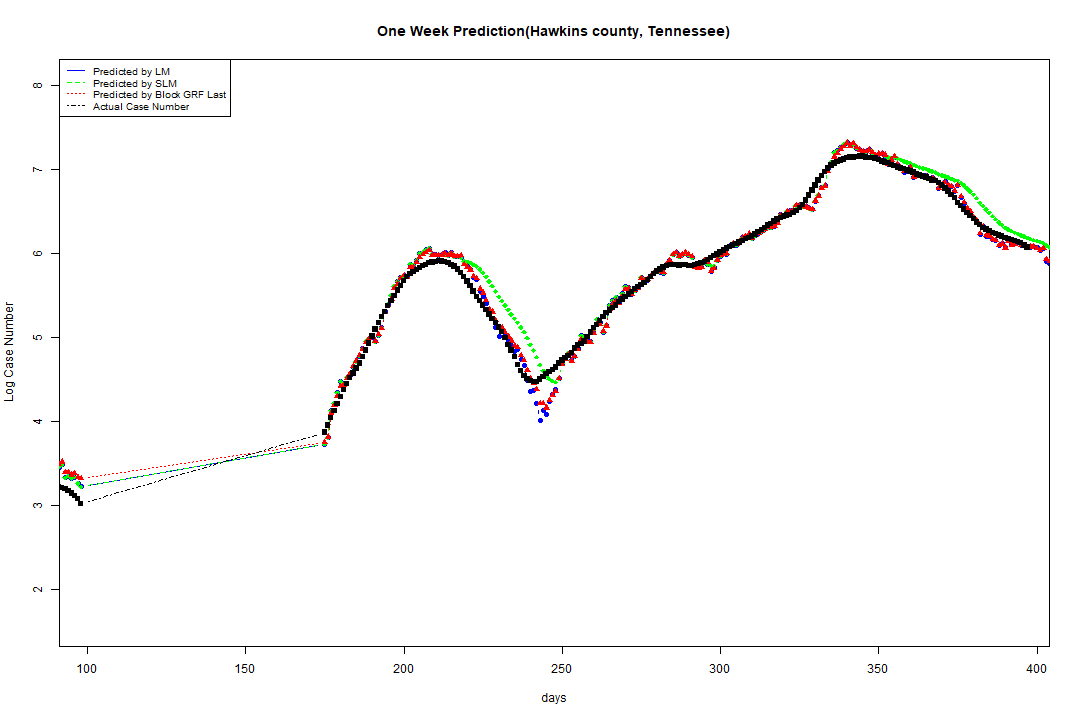 One Week Prediction(Hawkins county, Tennessee)
Predicted by LM
Predicted by SLM
Predicted by Block GRF Last
Actual Case Number
Log Case Number
8
7
6
5
4
3
2
100 150 200 250 300 350 400
days